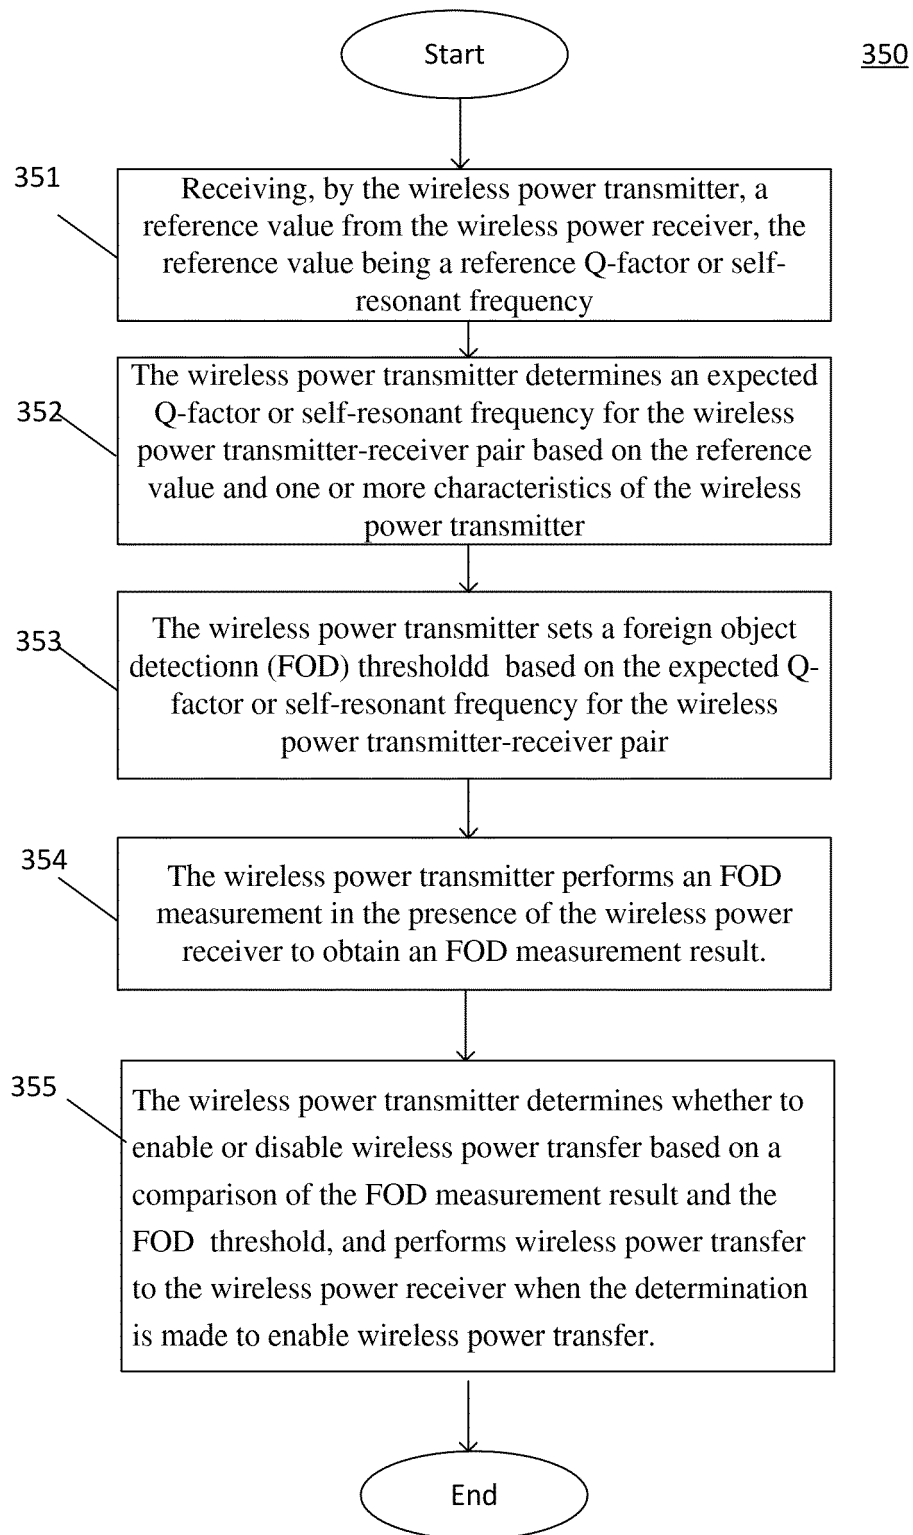 Start
350
351
Receiving, by the wireless power transmitter, a
reference value from the wireless power receiver, the
reference value being a reference Q-factor or self-
resonant frequency
352
The wireless power transmitter determines an expected
Q-factor or self-resonant frequency for the wireless
power transmitter-receiver pair based on the reference
value and one or more characteristics of the wireless
power transmitter
353
The wireless power transmitter sets a foreign object
detectionn (FOD) thresholdd based on the expected Q-
factor or self-resonant frequency for the wireless
power transmitter-receiver pair
354
The wireless power transmitter performs an FOD
measurement in the presence of the wireless power
receiver to obtain an FOD measurement result.
355
The wireless power transmitter determines whether to
enable or disable wireless power transfer based on a
comparison of the FOD measurement result and the
FOD threshold, and performs wireless power transfer
to the wireless power receiver when the determination
is made to enable wireless power transfer.
End